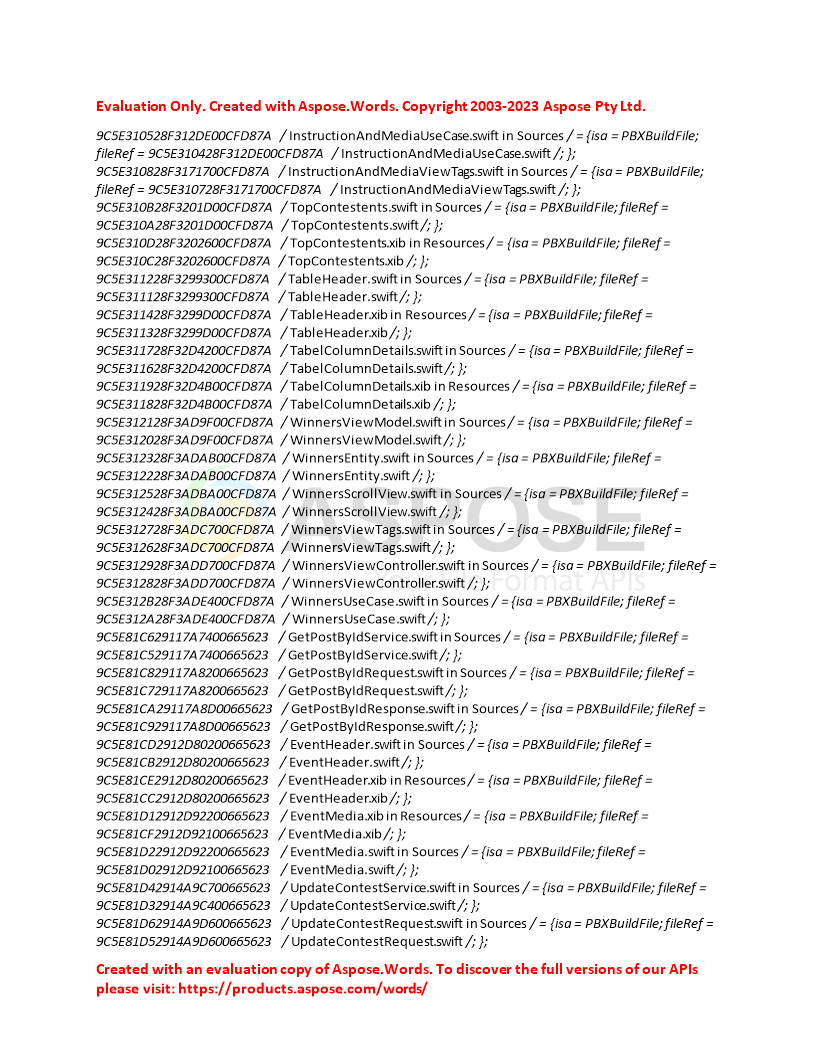 Evaluation Only. Created with Aspose.Words. Copyright 2003-2023 Aspose Pty Ltd.
9C5E310528F312DE00CFD87A / InstructionAndMediaUseCase.swift in Sources / = {isa = PBXBuildFile;
fileRef = 9C5E310428F312DE00CFD87A / InstructionAndMediaUseCase.swift /; };
9C5E310828F3171700CFD87A / InstructionAndMediaViewTags.swift in Sources / = {isa = PBXBuildFile;
fileRef = 9C5E310728F3171700CFD87A / InstructionAndMediaViewTags.swift /; };
9C5E310B28F3201D00CFD87A / TopContestents.swift in Sources / = {isa = PBXBuildFile; fileRef =
9C5E310A28F3201D00CFD87A / TopContestents.swift /; };
9C5E310D28F3202600CFD87A / TopContestents.xib in Resources / = {isa = PBXBuildFile; fileRef =
9C5E310C28F3202600CFD87A / TopContestents.xib /; };
9C5E311228F3299300CFD87A / TableHeader.swift in Sources / = {isa = PBXBuildFile; fileRef =
9C5E311128F3299300CFD87A / TableHeader.swift /; };
9C5E311428F3299D00CFD87A / TableHeader.xib in Resources / = {isa = PBXBuildFile; fileRef =
9C5E311328F3299D00CFD87A / TableHeader.xib /; };
9C5E311728F32D4200CFD87A / TabelColumnDetails.swift in Sources / = {isa = PBXBuildFile; fileRef =
9C5E311628F32D4200CFD87A / TabelColumnDetails.swift /; };
9C5E311928F32D4B00CFD87A / TabelColumnDetails.xib in Resources / = {isa = PBXBuildFile; fileRef =
9C5E311828F32D4B00CFD87A / TabelColumnDetails.xib /; };
9C5E312128F3AD9F00CFD87A / WinnersViewModel.swift in Sources / = {isa = PBXBuildFile; fileRef =
9C5E312028F3AD9F00CFD87A / WinnersViewModel.swift /; };
9C5E312328F3ADAB00CFD87A / WinnersEntity.swift in Sources / = {isa = PBXBuildFile; fileRef =
9C5E312228F3ADAB00CFD87A / WinnersEntity.swift /; };
9C5E312528F3ADBA00CFD87A / WinnersScrollView.swift in Sources / = {isa = PBXBuildFile; fileRef =
9C5E312428F3ADBA00CFD87A / WinnersScrollView.swift /; };
9C5E312728F3ADC700CFD87A / WinnersViewTags.swift in Sources / = {isa = PBXBuildFile; fileRef =
9C5E312628F3ADC700CFD87A / WinnersViewTags.swift /; };
9C5E312928F3ADD700CFD87A / WinnersViewController.swift in Sources / = {isa = PBXBuildFile; fileRef =
9C5E312828F3ADD700CFD87A / WinnersViewController.swift /; };
9C5E312B28F3ADE400CFD87A / WinnersUseCase.swift in Sources / = {isa = PBXBuildFile; fileRef =
9C5E312A28F3ADE400CFD87A / WinnersUseCase.swift /; };
9C5E81C629117A7400665623 / GetPostByIdService.swift in Sources / = {isa = PBXBuildFile; fileRef =
9C5E81C529117A7400665623 / GetPostByIdService.swift /; };
9C5E81C829117A8200665623 / GetPostByIdRequest.swift in Sources / = {isa = PBXBuildFile; fileRef =
9C5E81C729117A8200665623 / GetPostByIdRequest.swift /; };
9C5E81CA29117A8D00665623 / GetPostByIdResponse.swift in Sources / = {isa = PBXBuildFile; fileRef =
9C5E81C929117A8D00665623 / GetPostByIdResponse.swift /; };
9C5E81CD2912D80200665623 / EventHeader.swift in Sources / = {isa = PBXBuildFile; fileRef =
9C5E81CB2912D80200665623 / EventHeader.swift /; };
9C5E81CE2912D80200665623 / EventHeader.xib in Resources / = {isa = PBXBuildFile; fileRef =
9C5E81CC2912D80200665623 / EventHeader.xib /; };
9C5E81D12912D92200665623 / EventMedia.xib in Resources / = {isa = PBXBuildFile; fileRef =
9C5E81CF2912D92100665623 / EventMedia.xib /; };
9C5E81D22912D92200665623 / EventMedia.swift in Sources / = {isa = PBXBuildFile; fileRef =
9C5E81D02912D92100665623 / EventMedia.swift /; };
9C5E81D42914A9C700665623 / UpdateContestService.swift in Sources / = {isa = PBXBuildFile; fileRef =
9C5E81D32914A9C400665623 / UpdateContestService.swift /; };
9C5E81D62914A9D600665623 / UpdateContestRequest.swift in Sources / = {isa = PBXBuildFile; fileRef =
9C5E81D52914A9D600665623 / UpdateContestRequest.swift /; };
ASPOSE
Your File Format APIs
Created with an evaluation copy of Aspose.Words. To discover the full versions of our APIs
please visit: https://products.aspose.com/words/